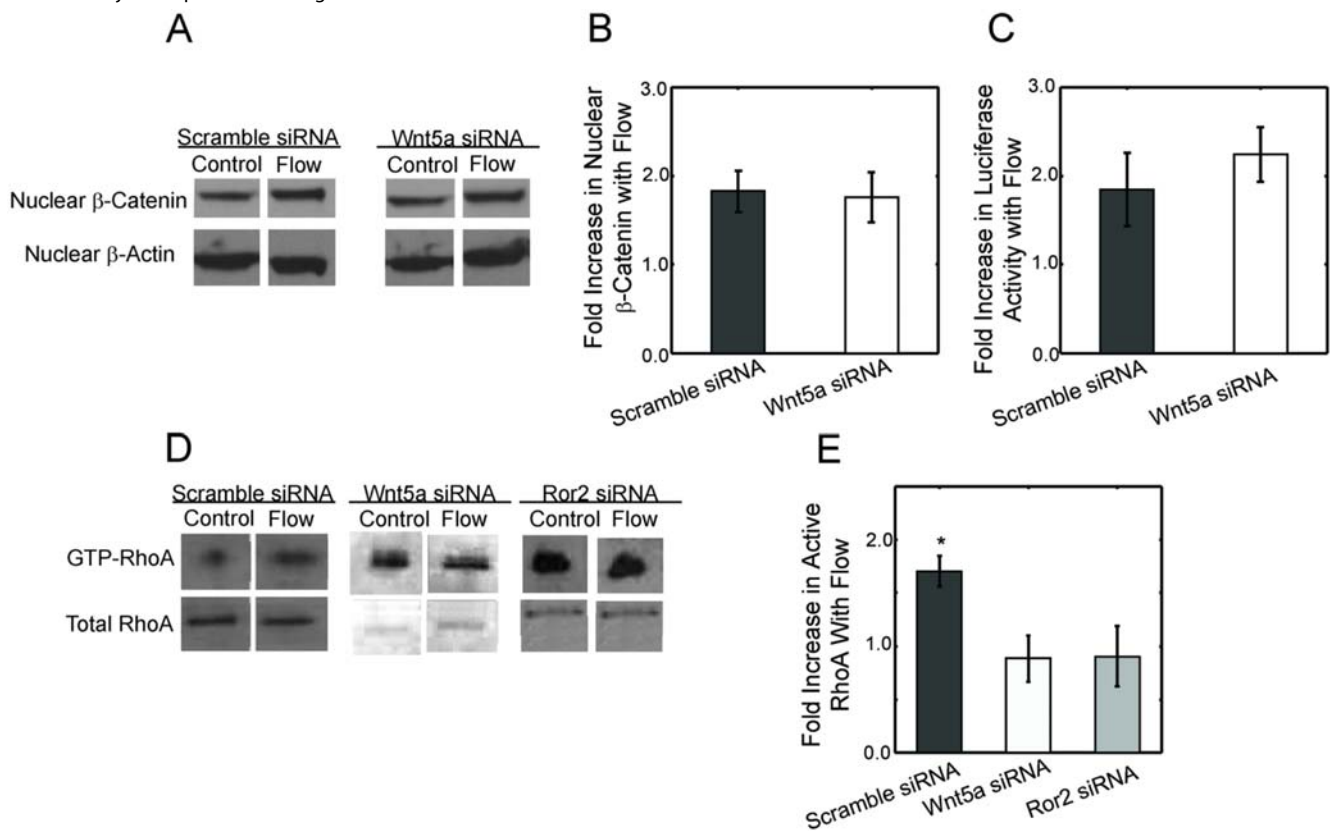 A
Scramble siRNA Wnt5a siRNA
Control Flow Control Flow
Nuclear β-Catenin
Nuclear β-Actin
B
Fold Increase in Nuclear
β-Catenin with Flow
3.0
2.0
1.0
0.0
Scramble siRNA
Wnt5a siRNA
C
Fold Increase in Luciferase
Activity with Flow
3.0
2.0
1.0
0.0
Scramble siRNA
Wnt5a siRNA
D
Scramble siRNA Wnt5a siRNA Ror2 siRNA
Control Flow Control Flow Control Flow
GTP-RhoA
Total RhoA
E
Fold Increase in Active
RhoA With Flow
2.0
1.0
0.0
*
Scramble siRNA
Wnt5a siRNA
Ror2 siRNA